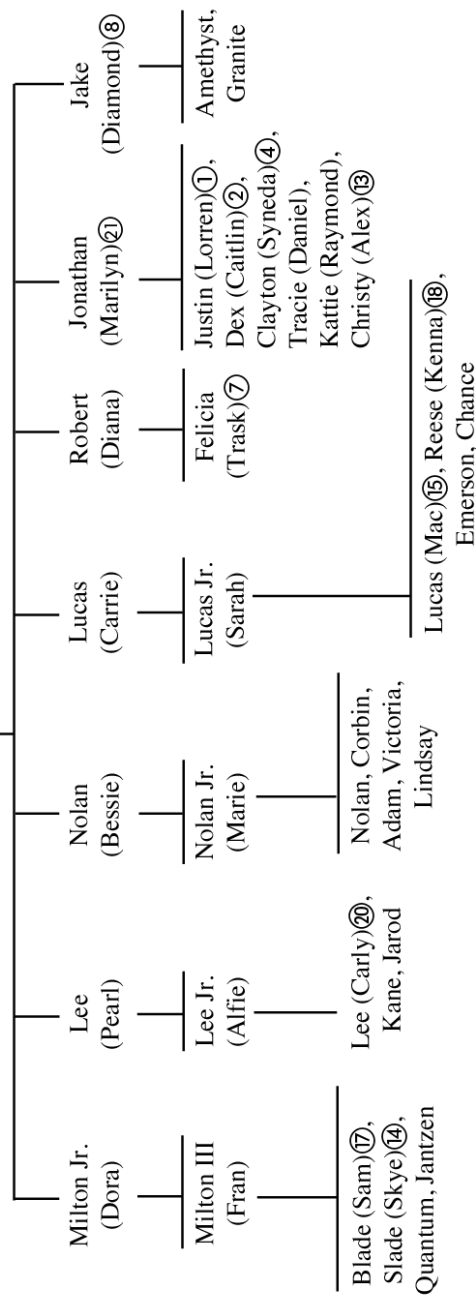 Milton Jr.
(Dora)
Lee
(Pearl)
Nolan
(Bessie)
Lucas
(Carrie)
Robert
(Diana)
Jonathan
(Marilyn)㉑
Jake
(Diamond)⑧
Milton III
(Fran)
Lee Jr.
(Alfie)
Nolan Jr.
(Marie)
Lucas Jr.
(Sarah)
Felicia
(Trask)⑦
Justin (Lorren)①,
Dex (Caitlin)②,
Clayton (Syneda)④,
Tracie (Daniel),
Kattie (Raymond),
Christy (Alex)⑬
Amethyst,
Granite
Blade (Sam)⑰,
Slade (Skye)⑭,
Quantum, Jantzen
Lee (Carly)⑳,
Kane, Jarod
Nolan, Corbin,
Adam, Victoria,
Lindsay
Lucas (Mac)⑮, Reese (Kenna)⑱,
Emerson, Chance